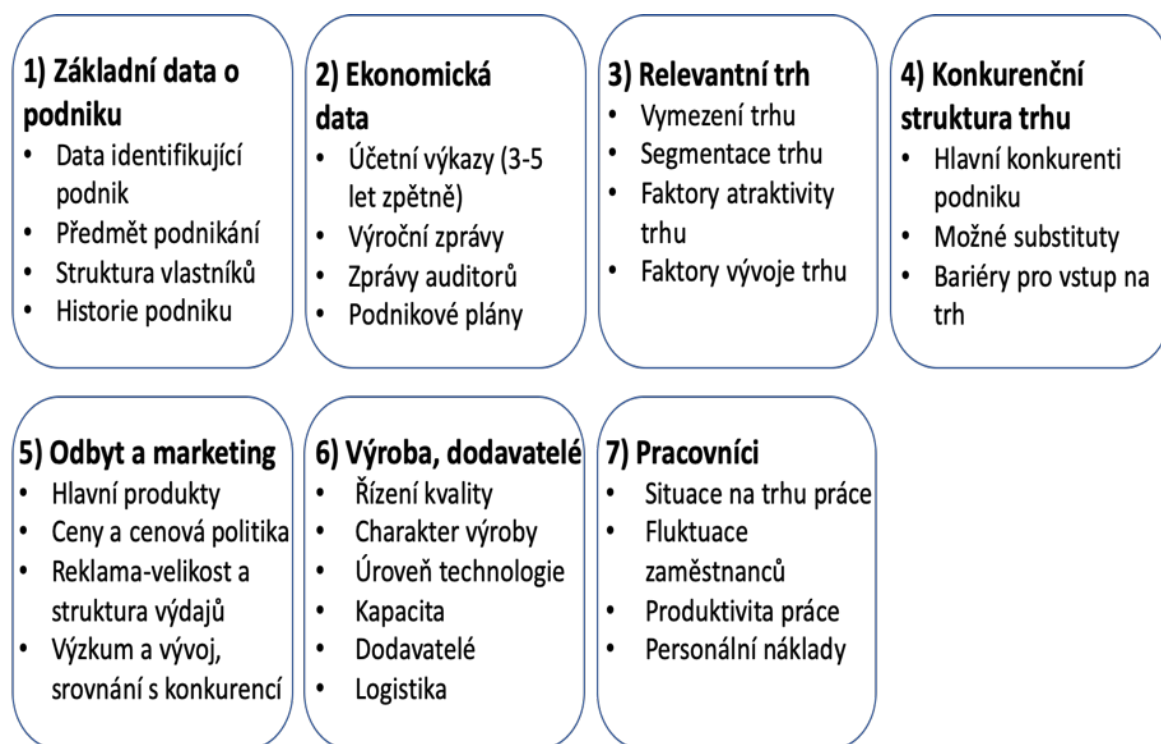 1) Základní data o
podniku
• Data identifikující
podnik
• Předmět podnikání
• Struktura vlastníků
• Historie podniku
2) Ekonomická
data
• Účetní výkazy (3-5
let zpětně)
• Výroční zprávy
• Zprávy auditorů
• Podnikové plány
3) Relevantní trh
• Vymezení trhu
• Segmentace trhu
• Faktory atraktivity
trhu
• Faktory vývoje trhu
4) Konkurenční
struktura trhu
• Hlavní konkurenti
podniku
• Možné substituty
• Bariéry pro vstup na
trh
5) Odbyt a marketing
• Hlavní produkty
• Ceny a cenová politika
• Reklama-velikost a
struktura výdajů
• Výzkum a vývoj,
srovnání s konkurencí
6) Výroba, dodavatelé
• Řízení kvality
• Charakter výroby
• Úroveň technologie
• Kapacita
• Dodavatelé
• Logistika
7) Pracovníci
• Situace na trhu práce
• Fluktuace
zaměstnanců
• Produktivita práce
• Personální náklady